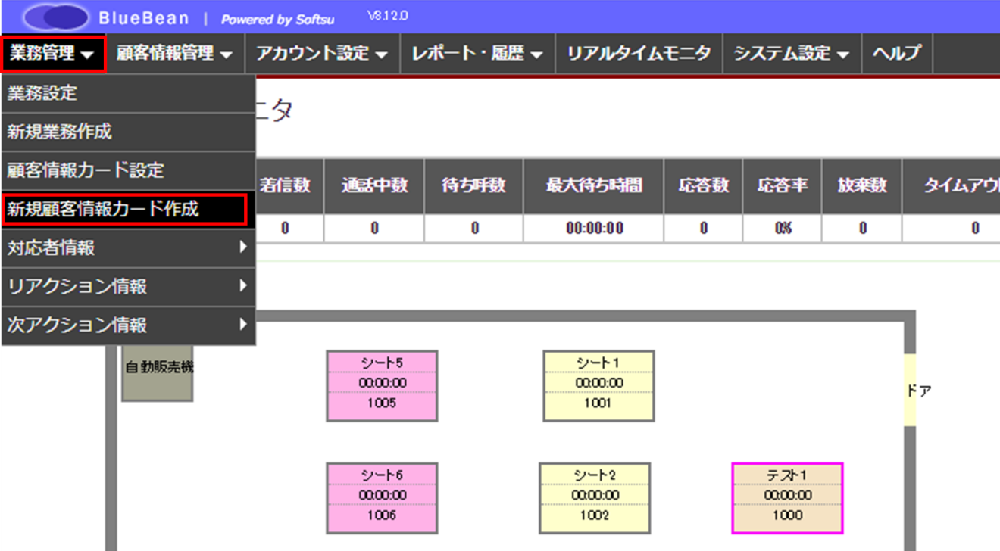 BlueBean | Powered by Softsu V8.12.0
業務管理 顧客情報管理 アカウント設定 レポート・履歴 リアルタイムモニタ システム設定 ヘルプ
業務設定
ニタ
新規業務作成
顧客情報カード設定
着信数 通話中数 待ち呼数 最大待ち時間 応答数 応答率 放棄数 タイムアウ
新規顧客情報カード作成
0 0 0 00:00:00 0 0% 0 0
対応者情報
リアクション情報
次アクション情報
自動販売機
シート5
00:00:00
1005
シート1
00:00:00
1001
ドア
シート6
00:00:00
1006
シート2
00:00:00
1002
テスト1
00:00:00
1000